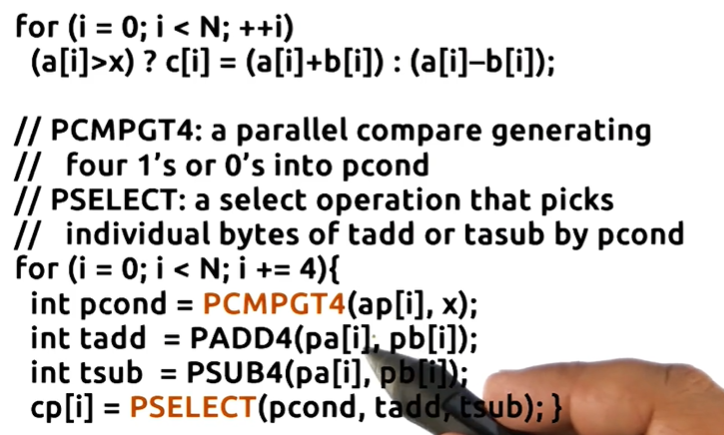 for (i = 0; i < N; ++i)
(a[i]>x) ? c[i] = (a[i]+b[i]) : (a[i]–b[i]);
// PCMPGT4: a parallel compare generating
// four 1's or 0's into pcond
// PSELECT: a select operation that picks
// individual bytes of tadd or tasub by pcond
for (i = 0; i < N; i += 4){
int pcond = PCMPGT4(ap[i], x);
int tadd = PADD4(pa[i], pb[i]);
int tsub = PSUB4(pa[i], pb[i]);
cp[i] = PSELECT(pcond, tadd, tsub); }